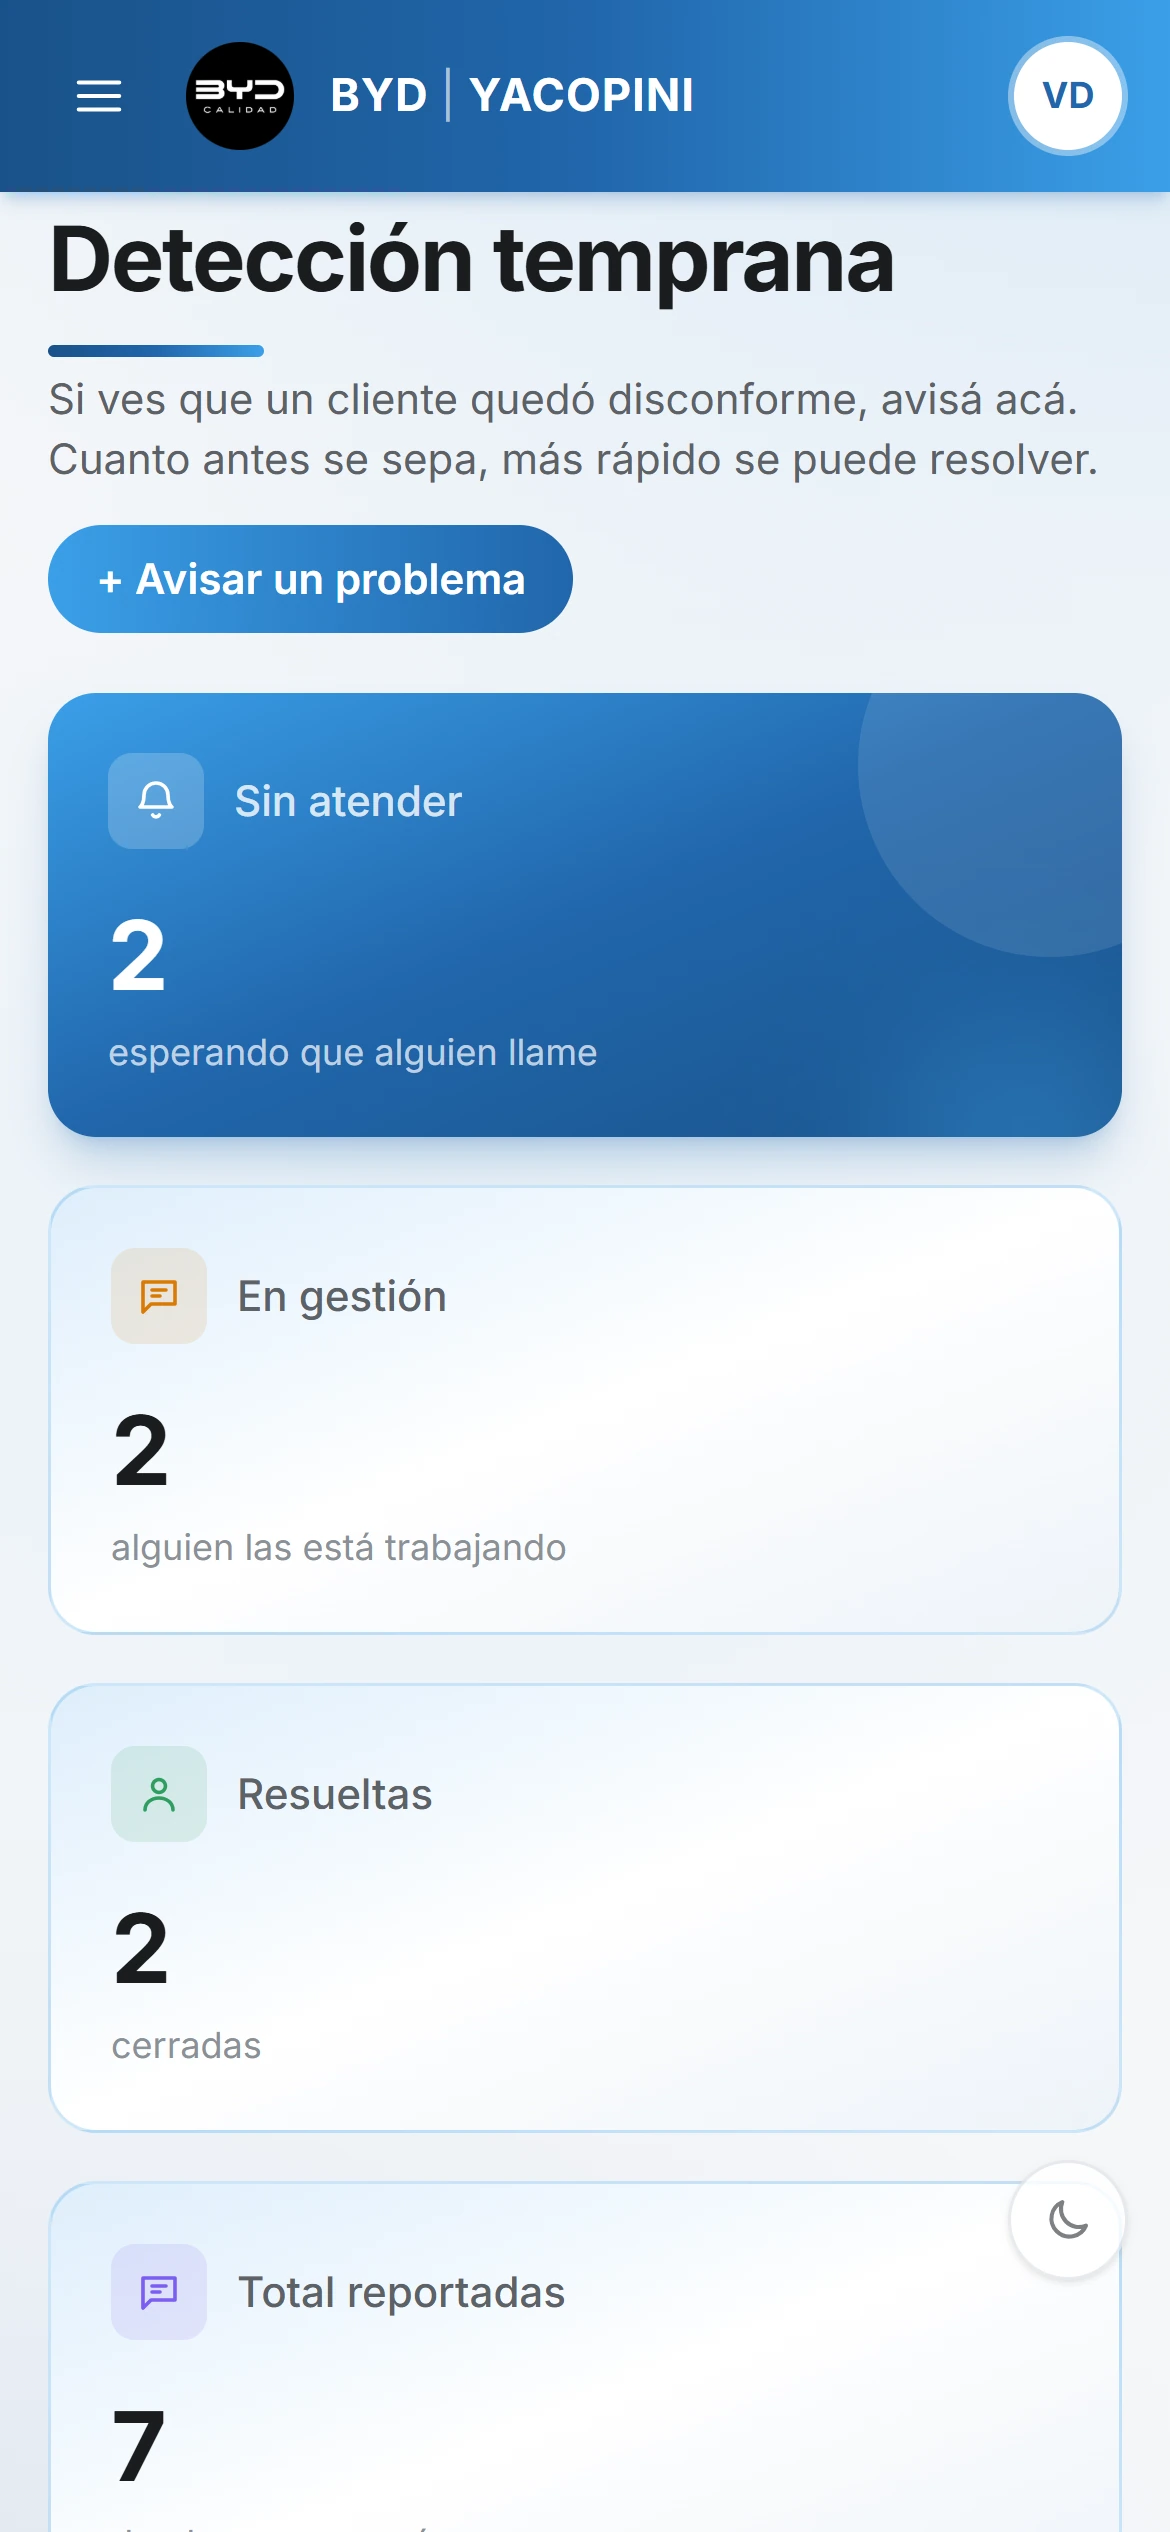 BYD
CALIDAD
BYD | YACOPINI
VD
Detección temprana
Si ves que un cliente quedó disconforme, avisá acá.
Cuanto antes se sepa, más rápido se puede resolver.
+ Avisar un problema
Sin atender
2
esperando que alguien llame
En gestión
2
alguien las está trabajando
Resueltas
2
cerradas
Total reportadas
7